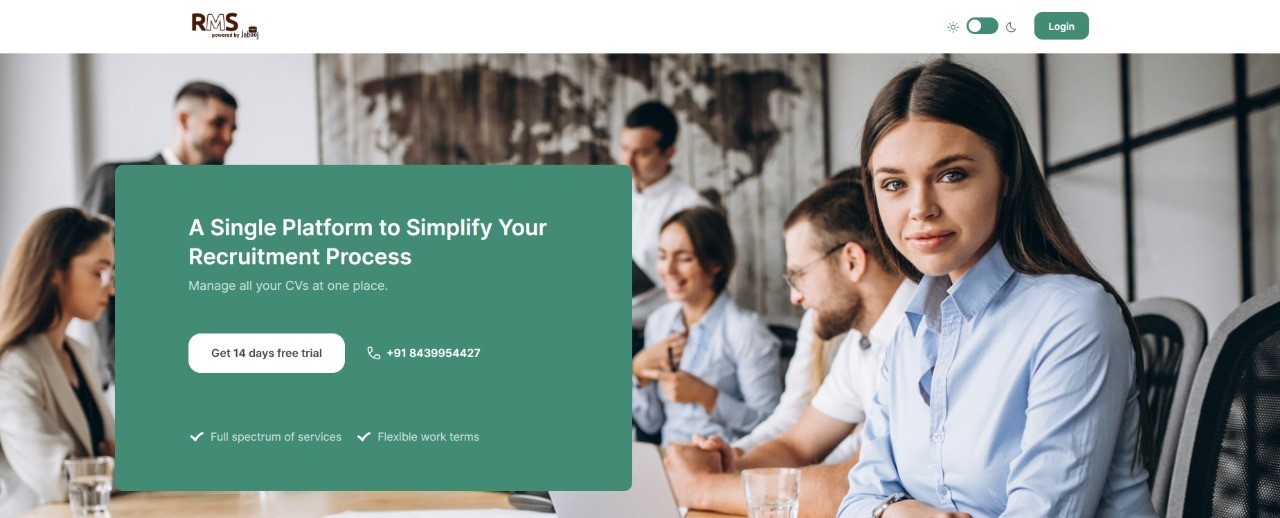 RMS
powered by
Login
A Single Platform to Simplify Your
Recruitment Process
Manage all your CVs at one place.
Get 14 days free trial
+91 8439954427
Full spectrum of services
Flexible work terms